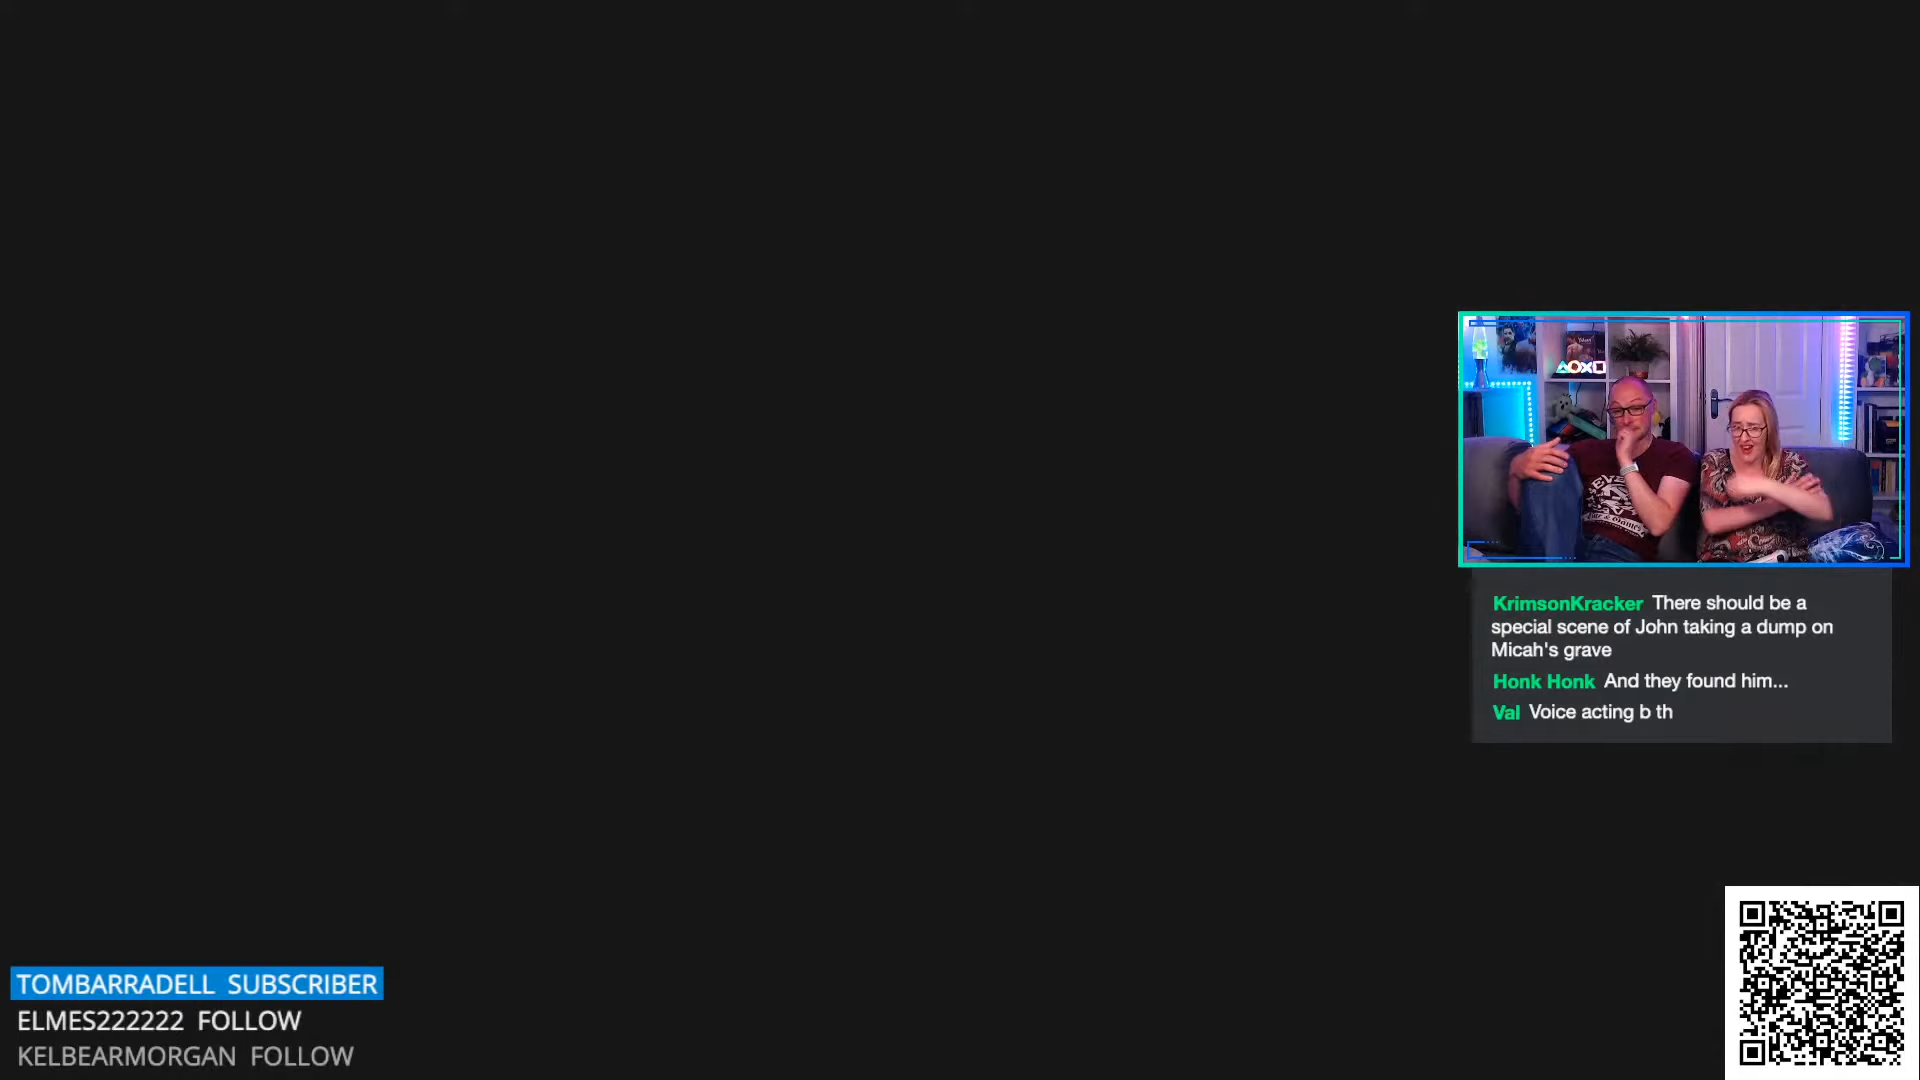 KrimsonKracker There should be a
special scene of John taking a dump on
Micah's grave
Honk Honk And they found him...
Val Voice acting b th
TOMBARRADELL SUBSCRIBER
ELMES222222 FOLLOW
KELBEARMORGAN FOLLOW